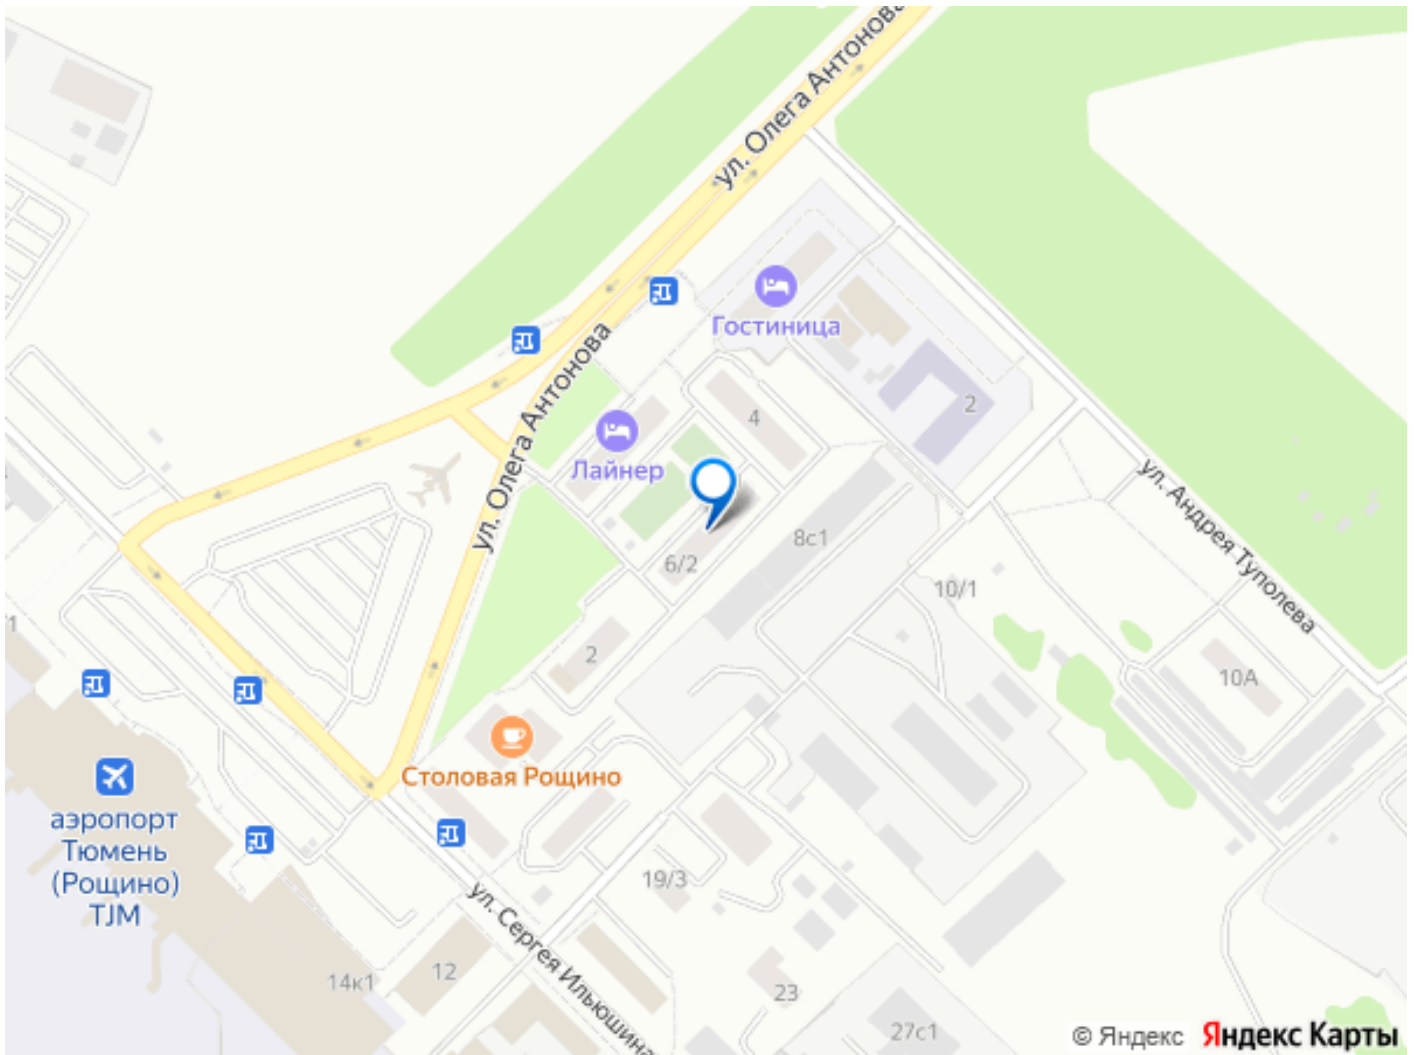 ул. Олега Антонова
Гостиница
ул. Олега Антонова
2
4
Лайнер
ул. Андрея Туполева
8с1
6/2
10/1
2
10А
Столовая Рощино
аэропорт
Тюмень
(Рощино)
TJM
19/3
ул. Сергея Ильюшина
14к1
12
23
27с1
© Яндекс Яндекс Карты